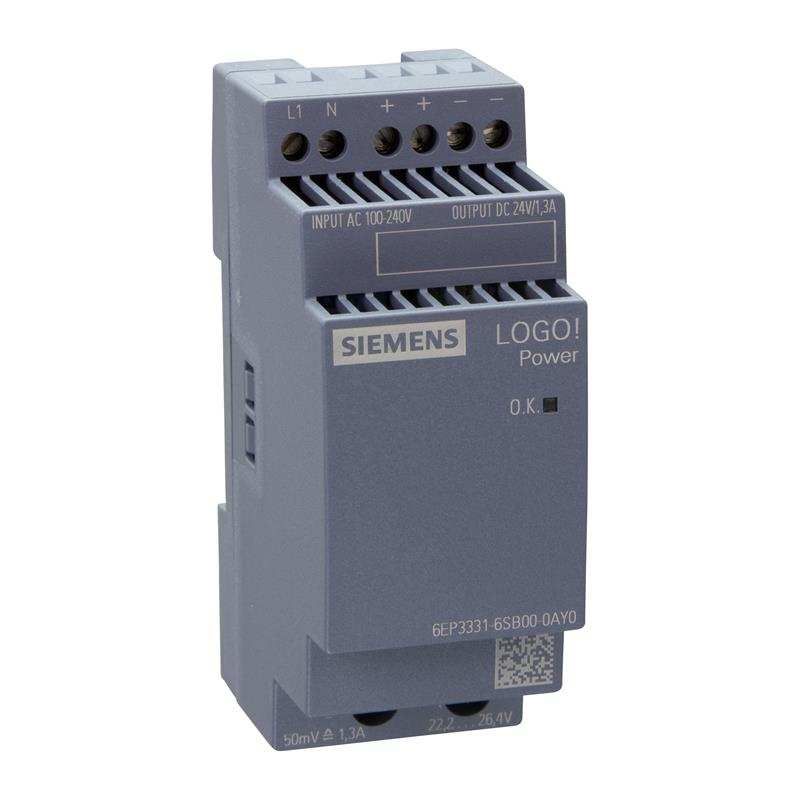 L1 N + + − −
INPUT AC 100-240V OUTPUT DC 24V/1,3A
SIEMENS LOGO!
Power
O.K.
6EP3331-6SB00-0AY0
50mV ≙ 1,3A 22,2...26,4V